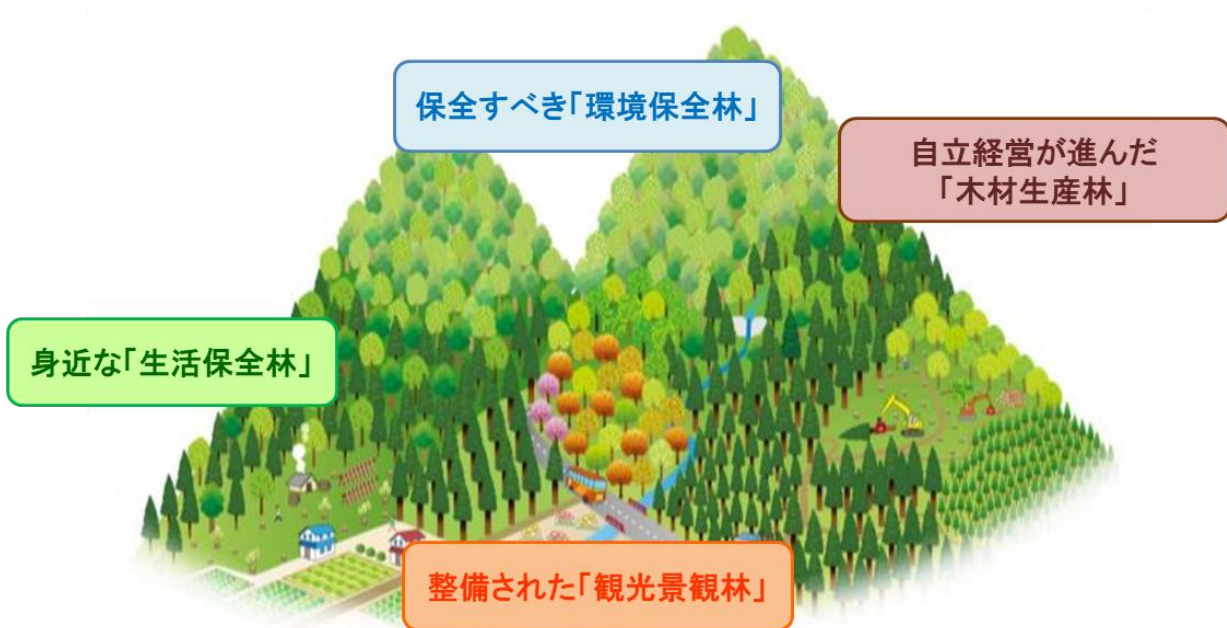 保全すべき「環境保全林」
自立経営が進んだ
「木材生産林」
身近な「生活保全林」
整備された「観光景観林」